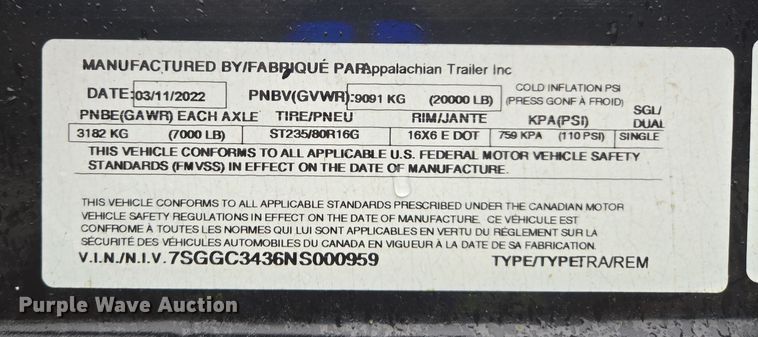 MANUFACTURED BY/FABRIQUÉ PAR: Appalachian Trailer Inc
DATE: 03/11/2022 PNBV(GVWR): 9091 KG (20000 LB) COLD INFLATION PSI
(PRESS GONF A FROID)
PNBE(GAWR) EACH AXLE TIRE/PNEU RIM/JANTE KPA(PSI) SGL/
DUAL
3182 KG (7000 LB) ST235/80R16G 16X6 E DOT 759 KPA (110 PSI) SINGLE
THIS VEHICLE CONFORMS TO ALL APPLICABLE U.S. FEDERAL MOTOR VEHICLE SAFETY
STANDARDS (FMVSS) IN EFFECT ON THE DATE OF MANUFACTURE.
THIS VEHICLE CONFORMS TO ALL APPLICABLE STANDARDS PRESCRIBED UNDER THE CANADIAN MOTOR
VEHICLE SAFETY REGULATIONS IN EFFECT ON THE DATE OF MANUFACTURE. CE VÉHICULE EST
CONFROME À TOUTES LES NORMES QUI LUI SONT APPLICABLES EN VERTU DU RÈGLEMENT SUR LA
SÉCURITÉ DES VÉHICULES AUTOMOBILES DU CANADA EN VIGUEUR À LA DATE DE SA FABRICATION.
V.I.N./N.I.V. 7SGGC3436NS000959 TYPE/TYPE TRA/REM
Purple Wave Auction